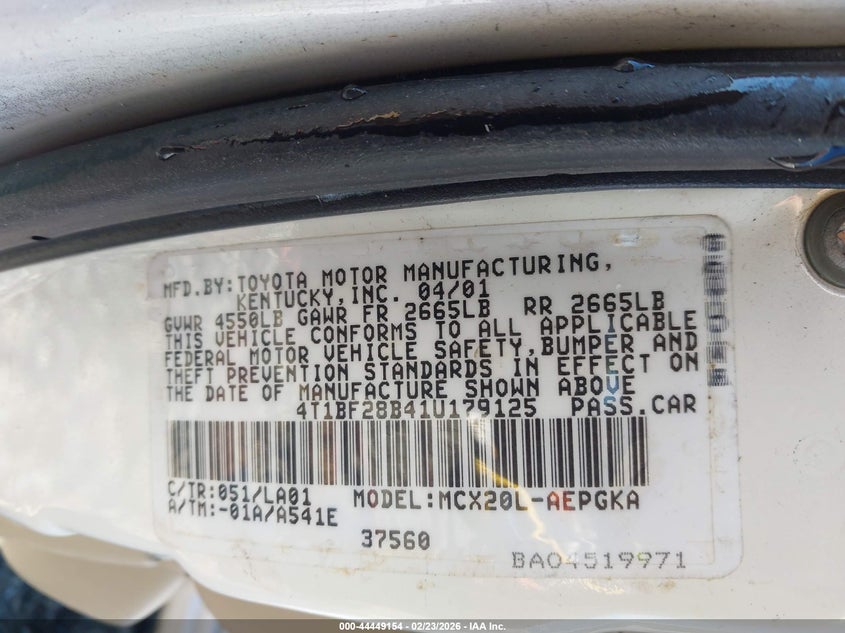 MFD.BY:TOYOTA MOTOR MANUFACTURING,
KENTUCKY,INC. 04/01
GVWR 4550LB GAWR FR 2665LB RR 2665LB
THIS VEHICLE CONFORMS TO ALL APPLICABLE
FEDERAL MOTOR VEHICLE SAFETY,BUMPER AND
THEFT PREVENTION STANDARDS IN EFFECT ON
THE DATE OF MANUFACTURE SHOWN ABOVE
4T1BF28B41U179125 PASS.CAR
C/TR:051/LA01 MODEL:MCX20L-AEPGKA
A/TM:-01A/A541E
37560
BA04519971
000-44449154 - 02/23/2026 - IAA Inc.